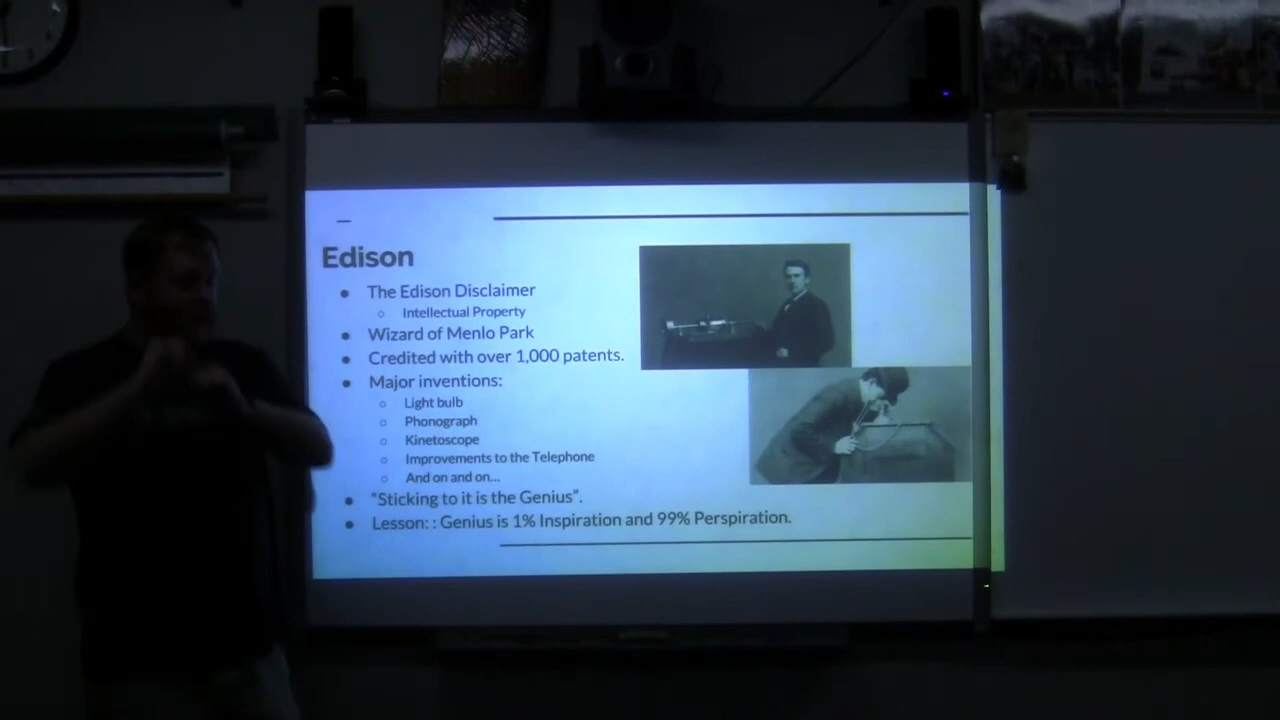 Edison
The Edison Disclaimer
Intellectual Property
Wizard of Menlo Park
Credited with over 1,000 patents.
Major inventions:
Light bulb
Phonograph
Kinetoscope
Improvements to the Telephone
And on and on...
“Sticking to it is the Genius”.
Lesson: : Genius is 1% Inspiration and 99% Perspiration.